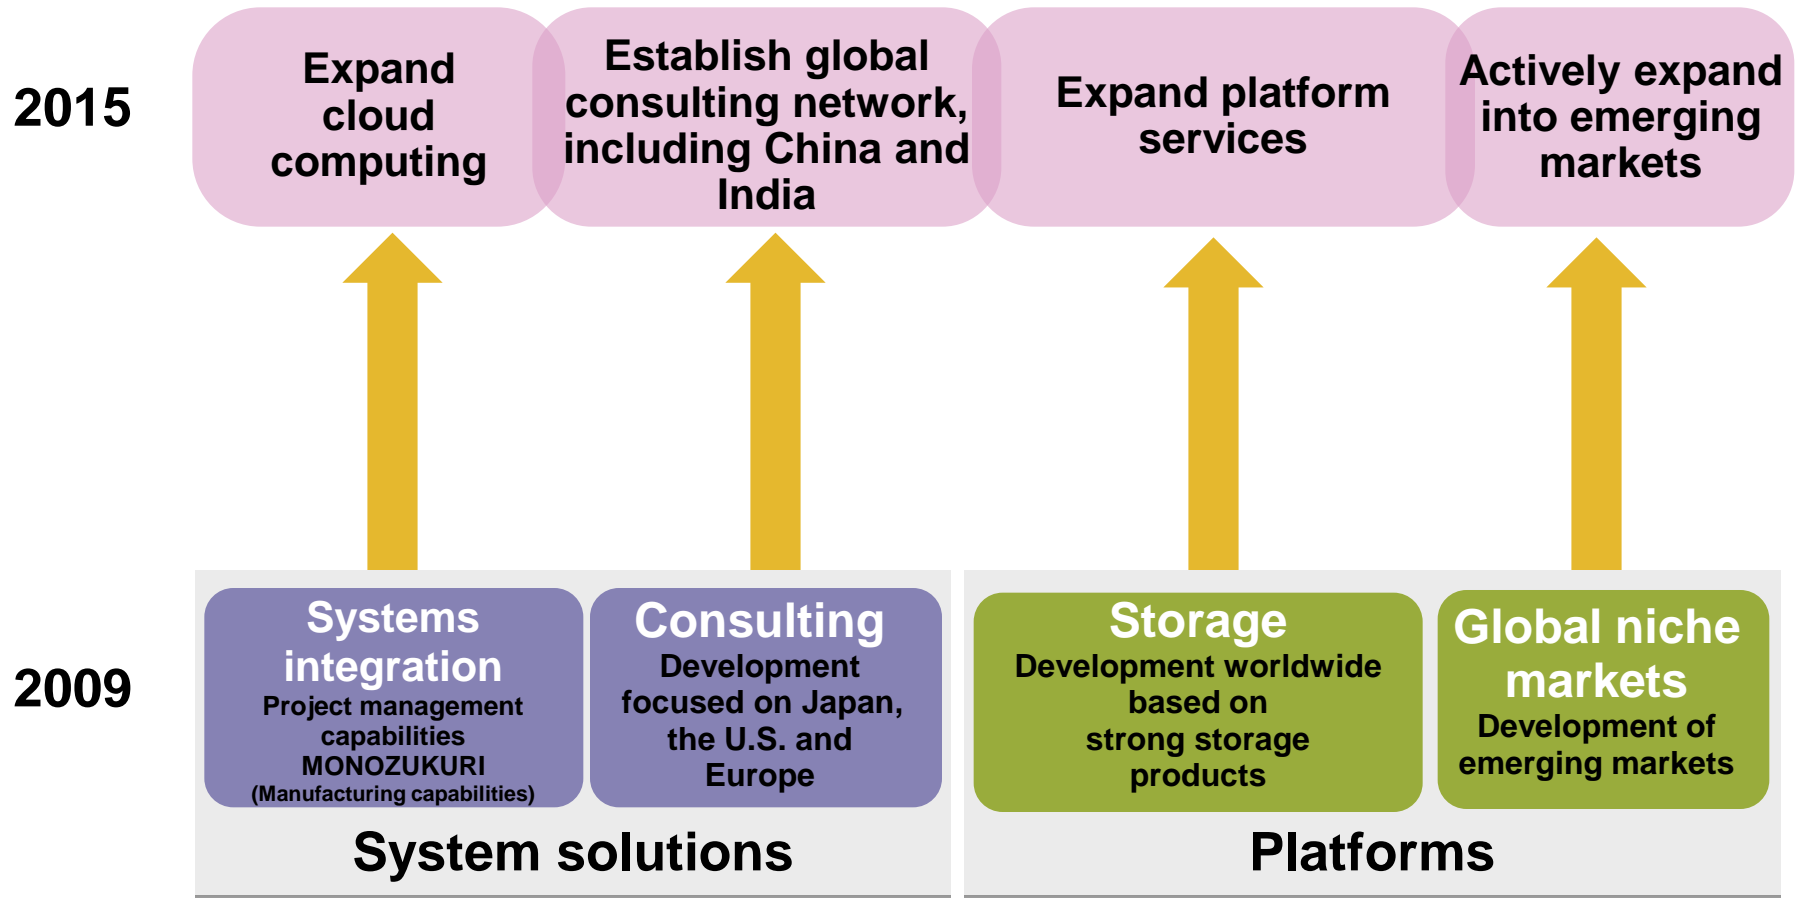 2015
Expand
cloud
computing
Establish global
consulting network,
including China and
India
Expand platform
services
Actively expand
into emerging
markets
2009
Systems
integration
Project management
capabilities
MONOZUKURI
(Manufacturing capabilities)
Consulting
Development
focused on Japan,
the U.S. and
Europe
System solutions
Storage
Development worldwide
based on
strong storage
products
Global niche
markets
Development of
emerging markets
Platforms